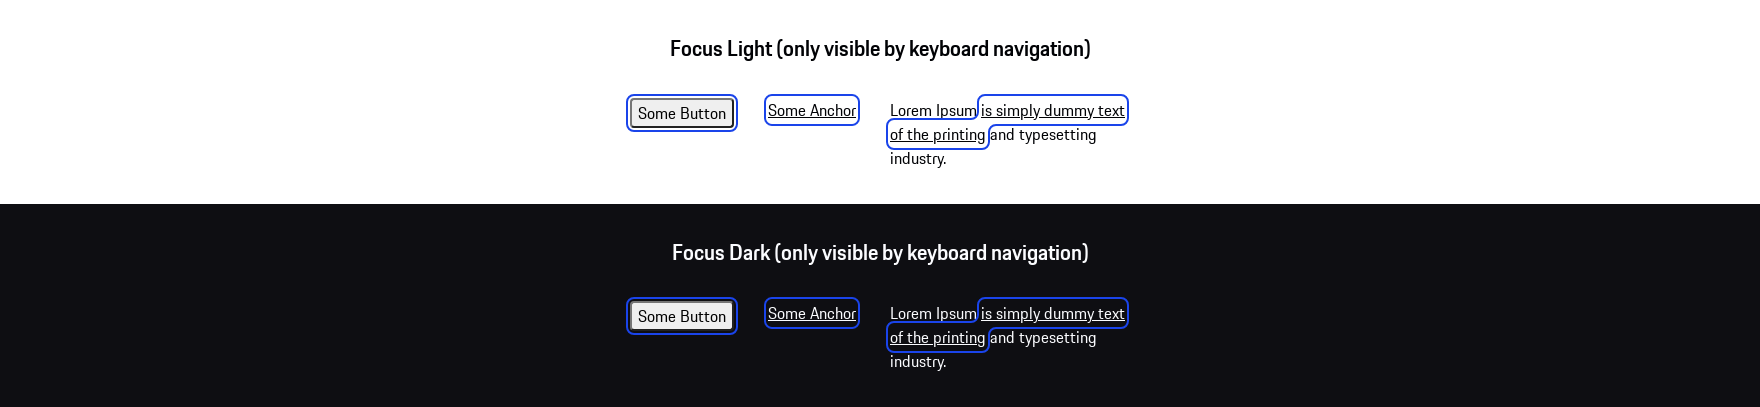 Focus Light (only visible by keyboard navigation)
Some Button
Some Anchor
Lorem Ipsum is simply dummy text
of the printing and typesetting
industry.
Focus Dark (only visible by keyboard navigation)
Some Button
Some Anchor
Lorem Ipsum is simply dummy text
of the printing and typesetting
industry.